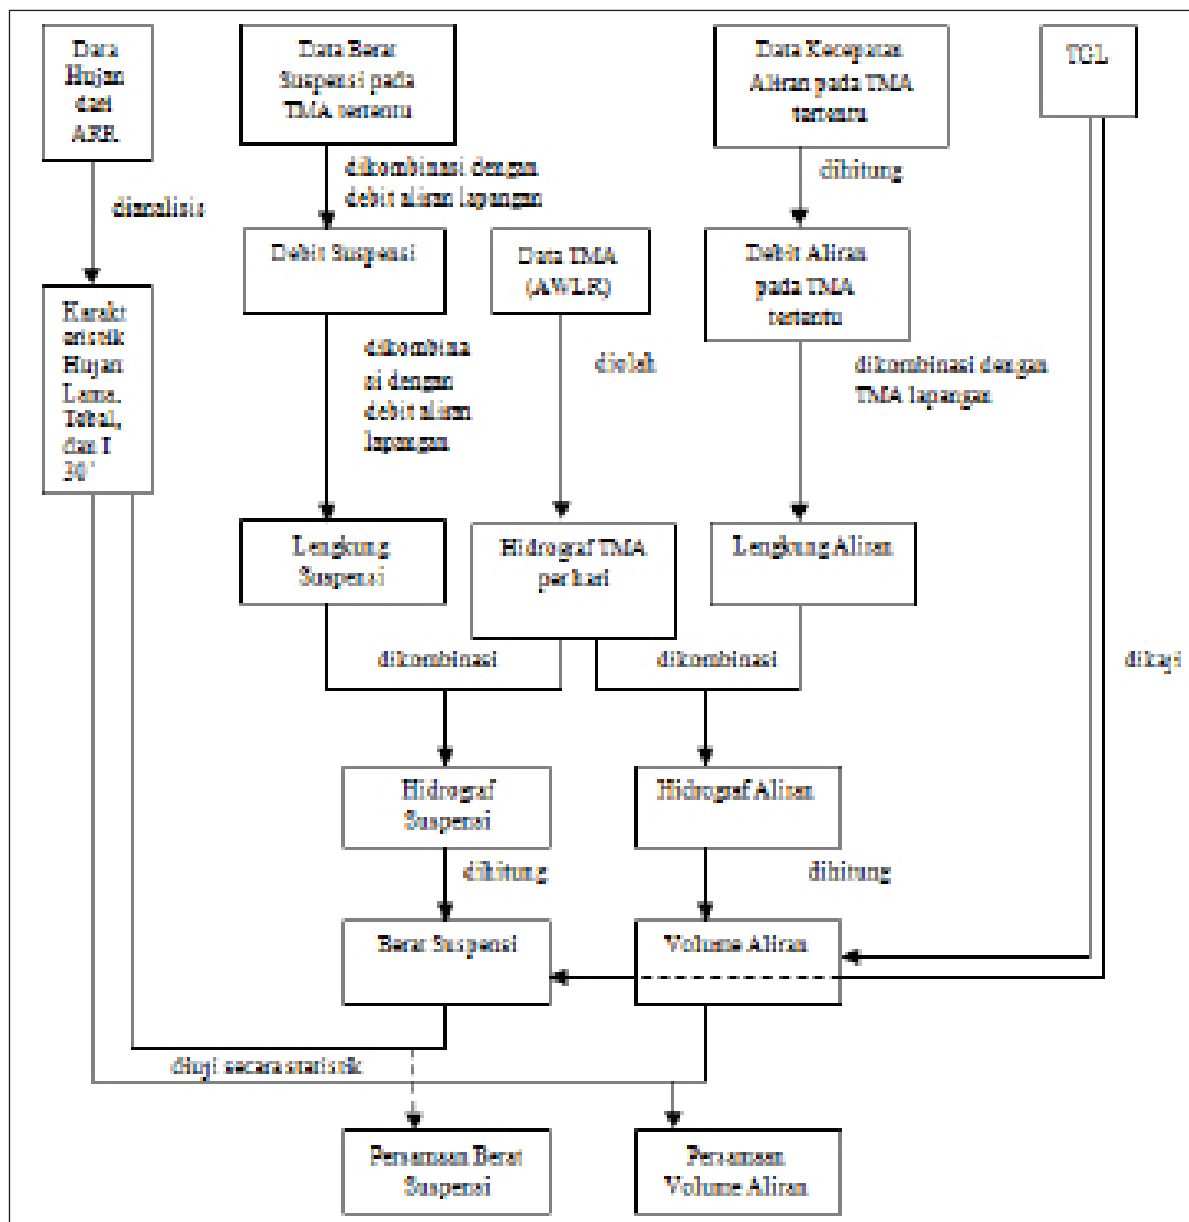 Data
Hujan
dari
ARR
Data Berat
Suspensi pada
TMA tertentu
Data Kecepatan
Aliran pada TMA
tertentu
TGL
dianalisis
dikombinasi dengan
debit aliran lapangan
dihitung
Debit Suspensi
Data TMA
(AWLR)
Debit Aliran
pada TMA
tertentu
Karakt
eristik
Hujan
Lama,
Tebal,
dan I
30'
dikombina
si dengan
debit aliran
lapangan
diolah
dikombinasi dengan
TMA lapangan
Lengkung
Suspensi
Hidrograf TMA
per hari
Lengkung Aliran
dikombinasi
dikombinasi
dikaji
Hidrograf
Suspensi
Hidrograf Aliran
dihitung
dihitung
Berat Suspensi
Volume Aliran
diuji secara statistik
Persamaan Berat
Suspensi
Persamaan
Volume Aliran